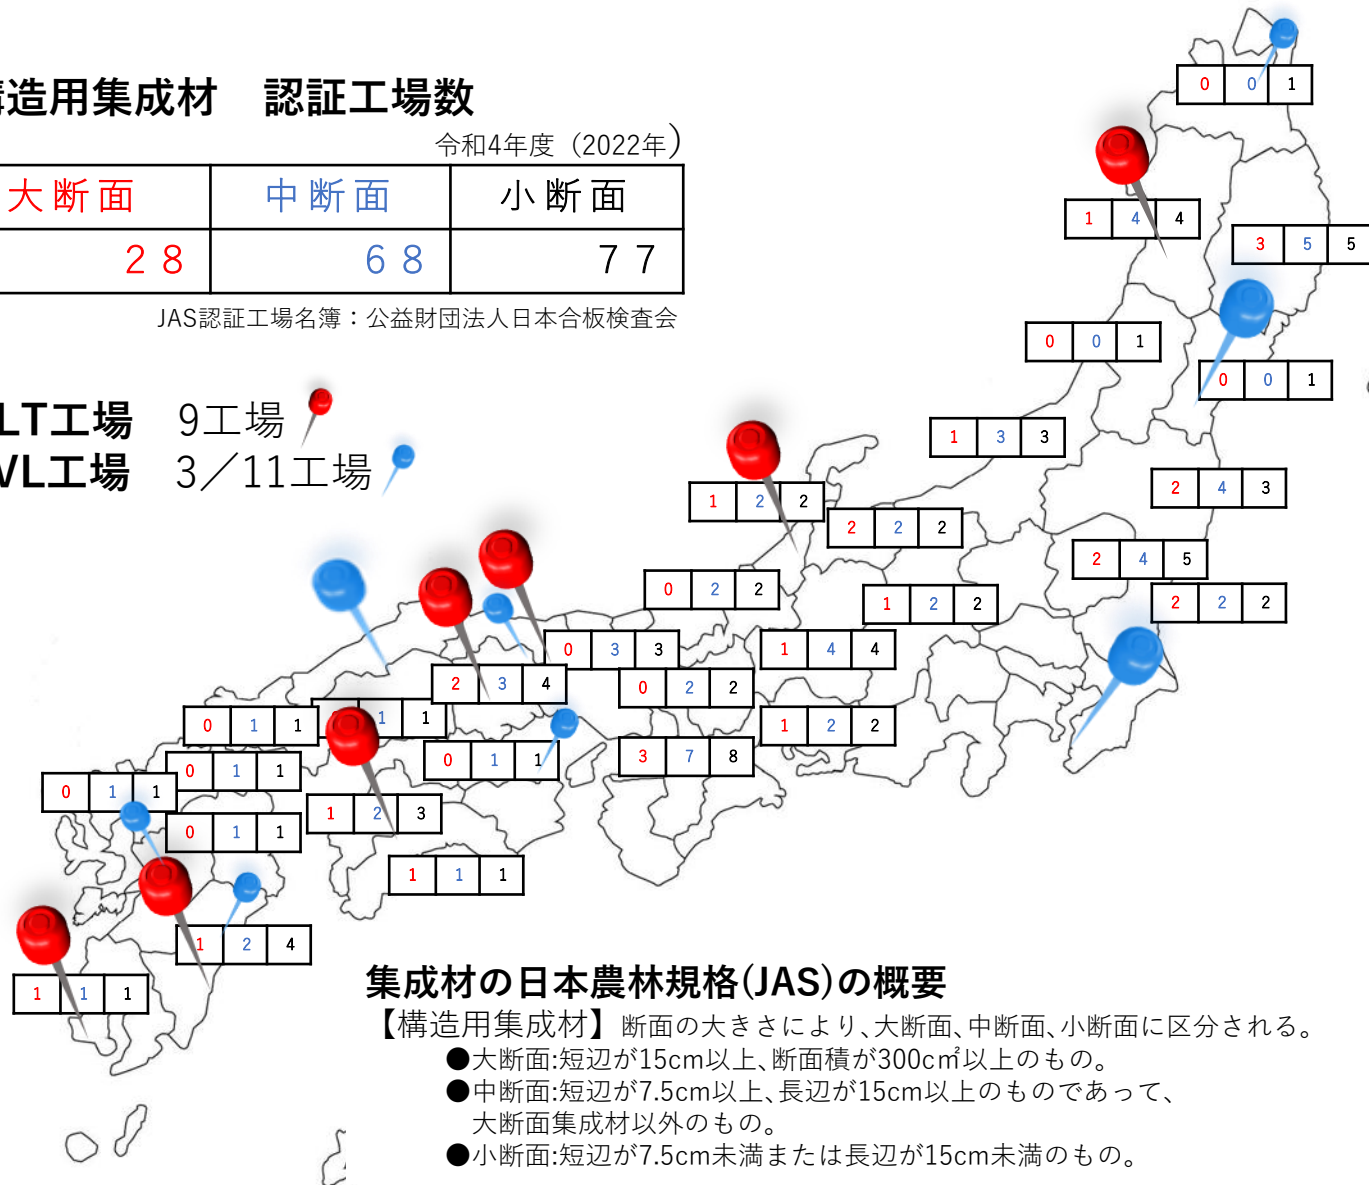 造用集成材　認証工場数
令和4年度（2022年）
大断面 中断面 小断面
２８ ６８ ７７
JAS認証工場名簿：公益財団法人日本合板検査会
LT工場　9工場
VL工場　3／11工場
0 0 1
1 4 4
3 5 5
0 0 1
0 0 1
1 3 3
2 4 3
1 2 2
2 2 2
2 4 5
0 2 2
1 2 2
2 2 2
0 3 3
1 4 4
2 3 4
0 2 2
0 1 1
1 1
1 2 2
0 1 1
3 7 8
0 1 1
0 1 1
1 2 3
0 1 1
1 1 1
1 2 4
1 1 1
集成材の日本農林規格(JAS)の概要
【構造用集成材】断面の大きさにより、大断面、中断面、小断面に区分される。
●大断面:短辺が15cm以上、断面積が300c㎡以上のもの。
●中断面:短辺が7.5cm以上、長辺が15cm以上のものであって、
大断面集成材以外のもの。
●小断面:短辺が7.5cm未満または長辺が15cm未満のもの。